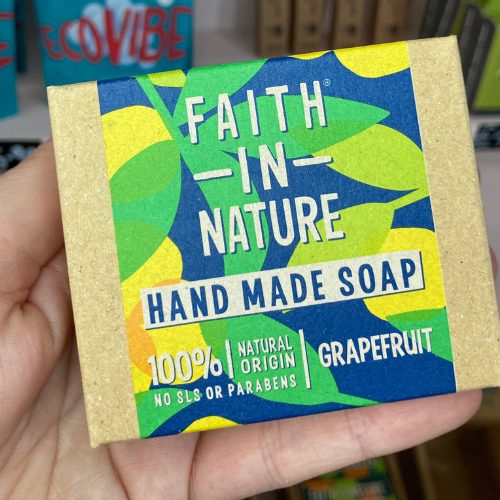 ECOVIBE
FAITH®
—IN—
NATURE
HAND MADE SOAP
100% | NATURAL ORIGIN | GRAPEFRUIT
NO SLS OR PARABENS